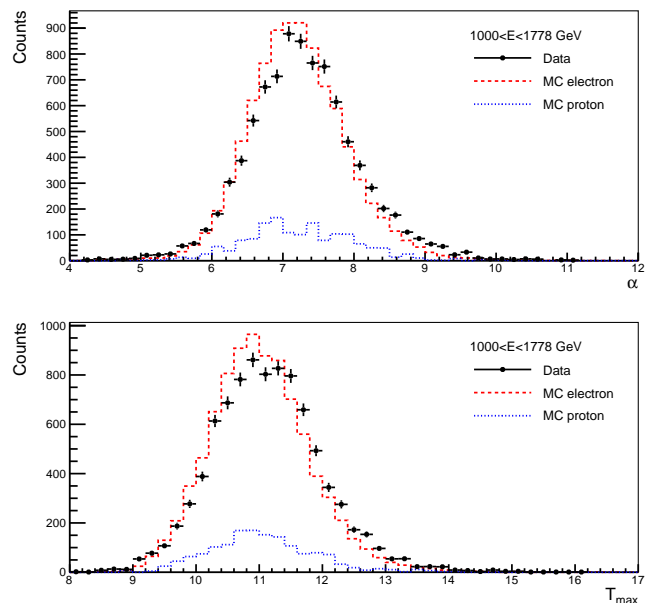 Counts
1000<E<1778 GeV
Data
MC electron
MC proton
900
800
700
600
500
400
300
200
100
0
4 5 6 7 8 9 10 11 12
α
Counts
1000<E<1778 GeV
Data
MC electron
MC proton
1000
800
600
400
200
0
8 9 10 11 12 13 14 15 16 17
T_max